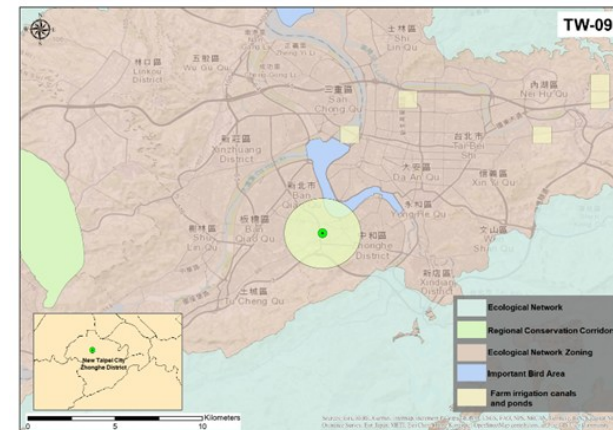 TW-09
士林區
Shi
Lin Qu
五股區
Wu Gu Qu
林口區
Linkou
District
三重區
San
Chong Qu
內湖區
Nei Hu Qu
新莊區
Xinzhuang
District
台北市
Tai Bei
Shi
大安區
Da An Qu
信義區
Xin Yi Qu
新北市
板橋區
Ban
Qiao Qu
樹林區
Shu
Lin Qu
永和區
Yong He Qu
中和區
Zhonghe
District
文山區
Wen
Shan Qu
新店區
Xindian
District
土城區
Tu Cheng Qu
Ecological Network
Regional Conservation Corridor
Ecological Network Zoning
Important Bird Area
Farm irrigation canals
and ponds
New Taipei City
Zhonghe District
Kilometers
0
5
10